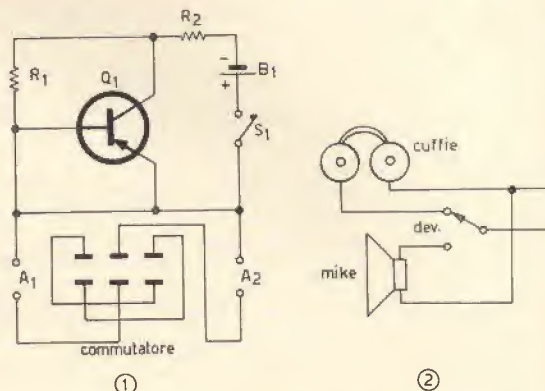 R1
Q1
R2
-
B1
+
S1
A1
A2
commutatore
①
cuffie
dev.
mike
②